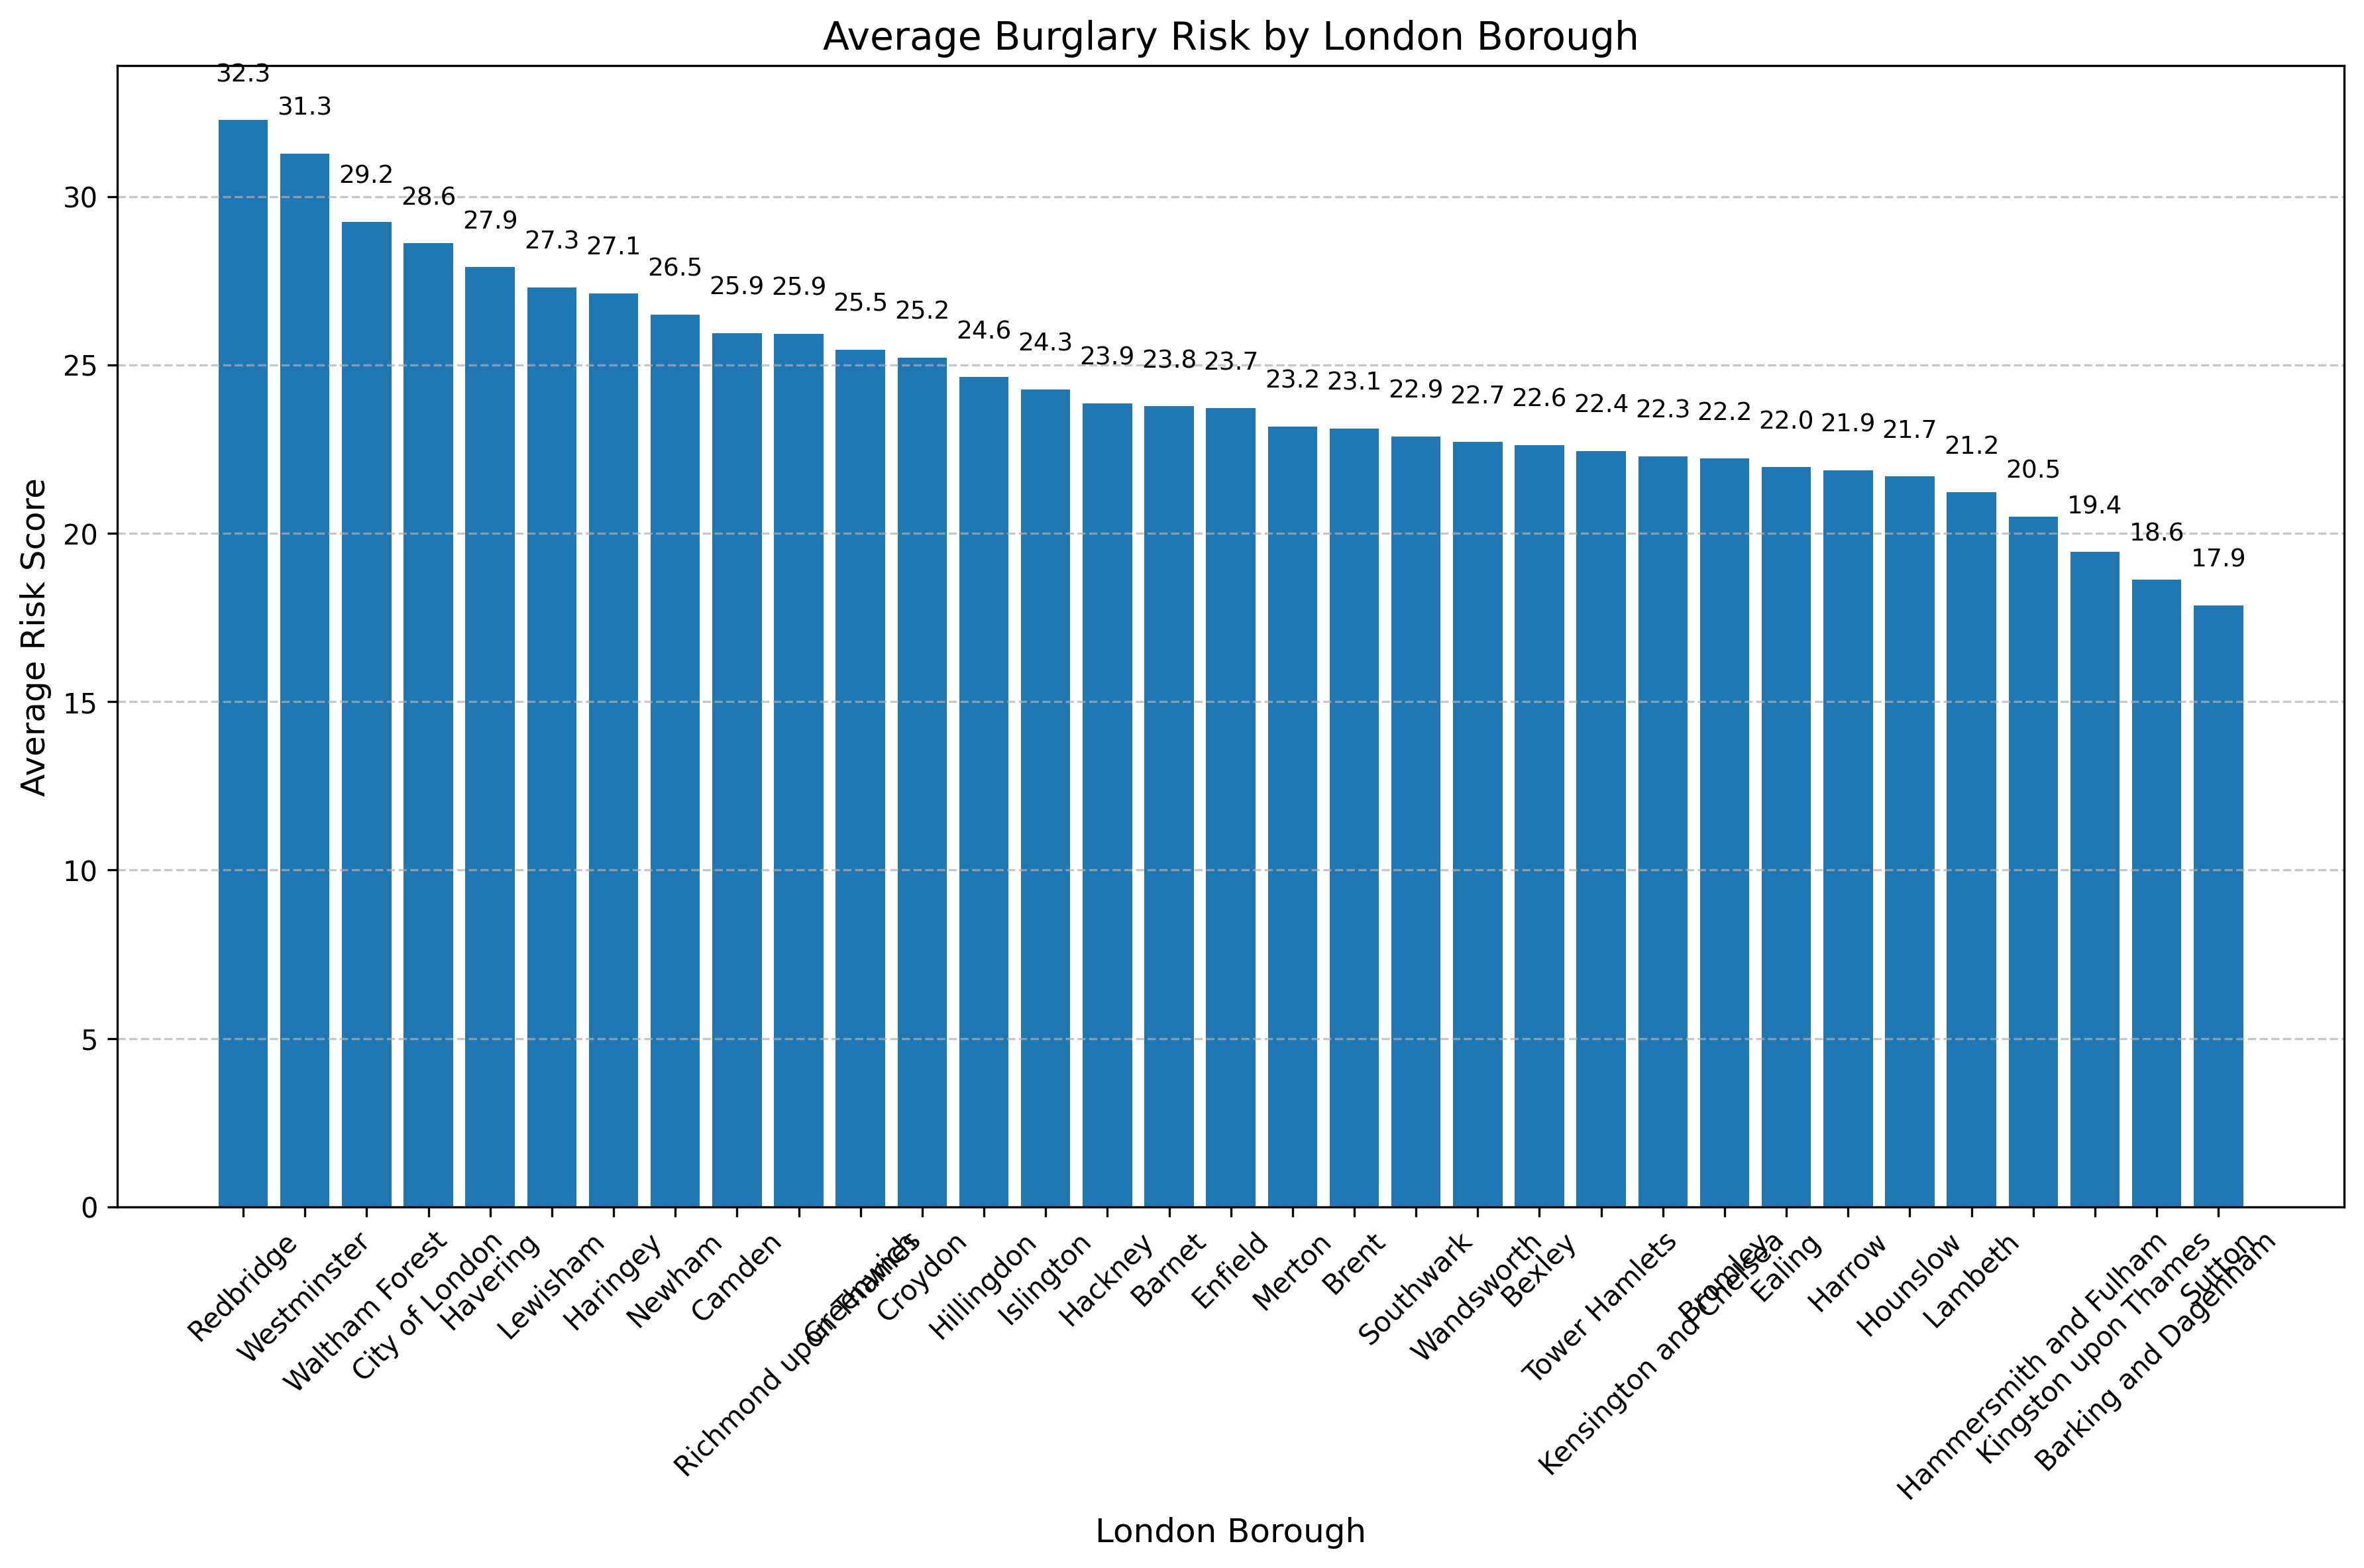 Average Burglary Risk by London Borough
Average Risk Score
30
25
20
15
10
5
0
32.3
31.3
29.2
28.6
27.9
27.3
27.1
26.5
25.9
25.9
25.5
25.2
24.6
24.3
23.9
23.8
23.7
23.2
23.1
22.9
22.7
22.6
22.4
22.3
22.2
22.0
21.9
21.7
21.2
20.5
19.4
18.6
17.9
Redbridge
Westminster
Waltham Forest
City of London
Havering
Lewisham
Haringey
Newham
Camden
Richmond upon Thames
Greenwich
Croydon
Hillingdon
Islington
Hackney
Barnet
Enfield
Merton
Brent
Southwark
Wandsworth
Bexley
Tower Hamlets
Kensington and Chelsea
Bromley
Ealing
Harrow
Hounslow
Lambeth
Hammersmith and Fulham
Kingston upon Thames
Barking and Dagenham
Sutton
London Borough